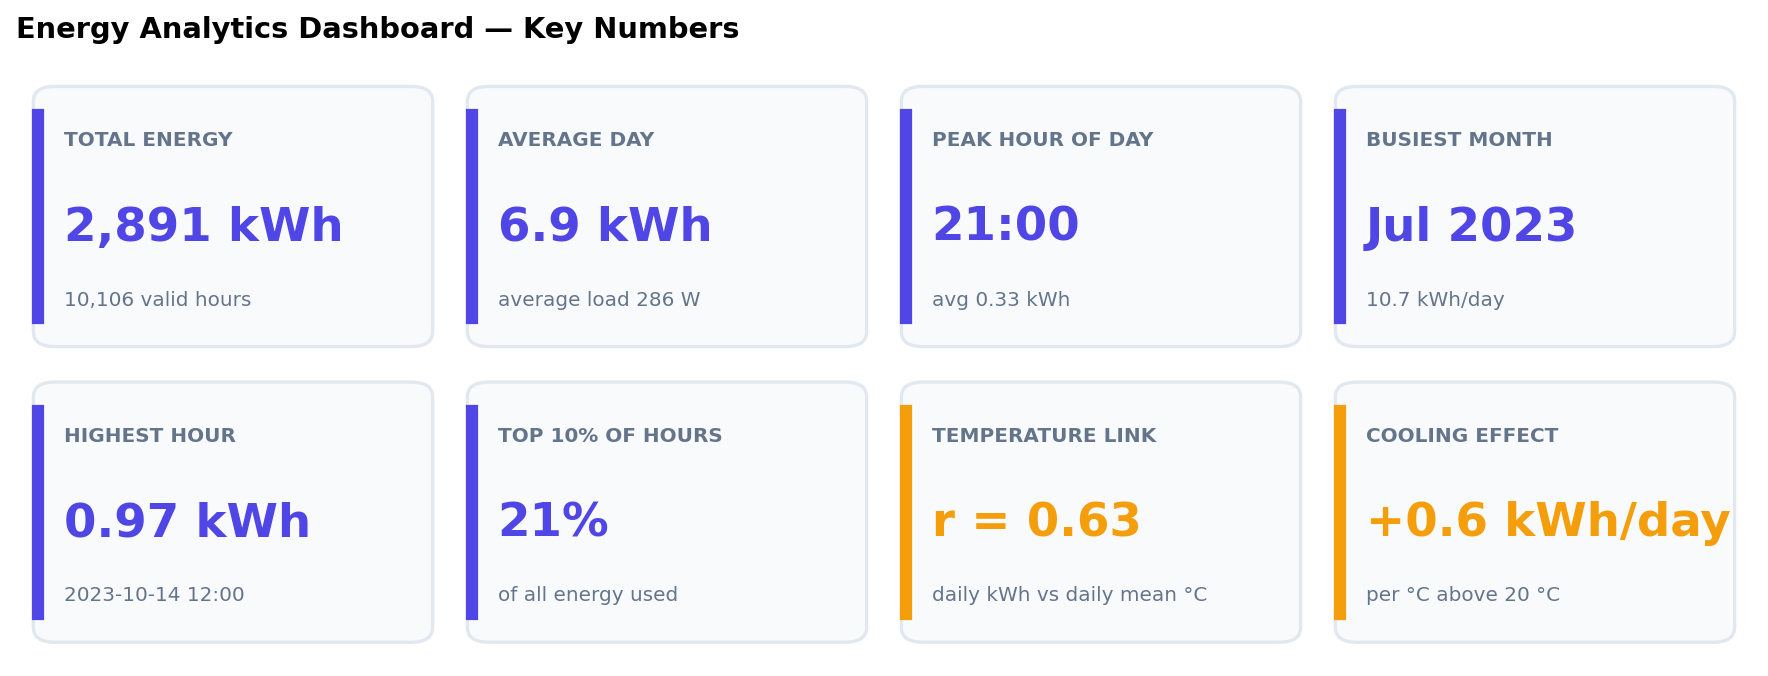 Energy Analytics Dashboard — Key Numbers
TOTAL ENERGY
2,891 kWh
10,106 valid hours
AVERAGE DAY
6.9 kWh
average load 286 W
PEAK HOUR OF DAY
21:00
avg 0.33 kWh
BUSIEST MONTH
Jul 2023
10.7 kWh/day
HIGHEST HOUR
0.97 kWh
2023-10-14 12:00
TOP 10% OF HOURS
21%
of all energy used
TEMPERATURE LINK
r = 0.63
daily kWh vs daily mean °C
COOLING EFFECT
+0.6 kWh/day
per °C above 20 °C